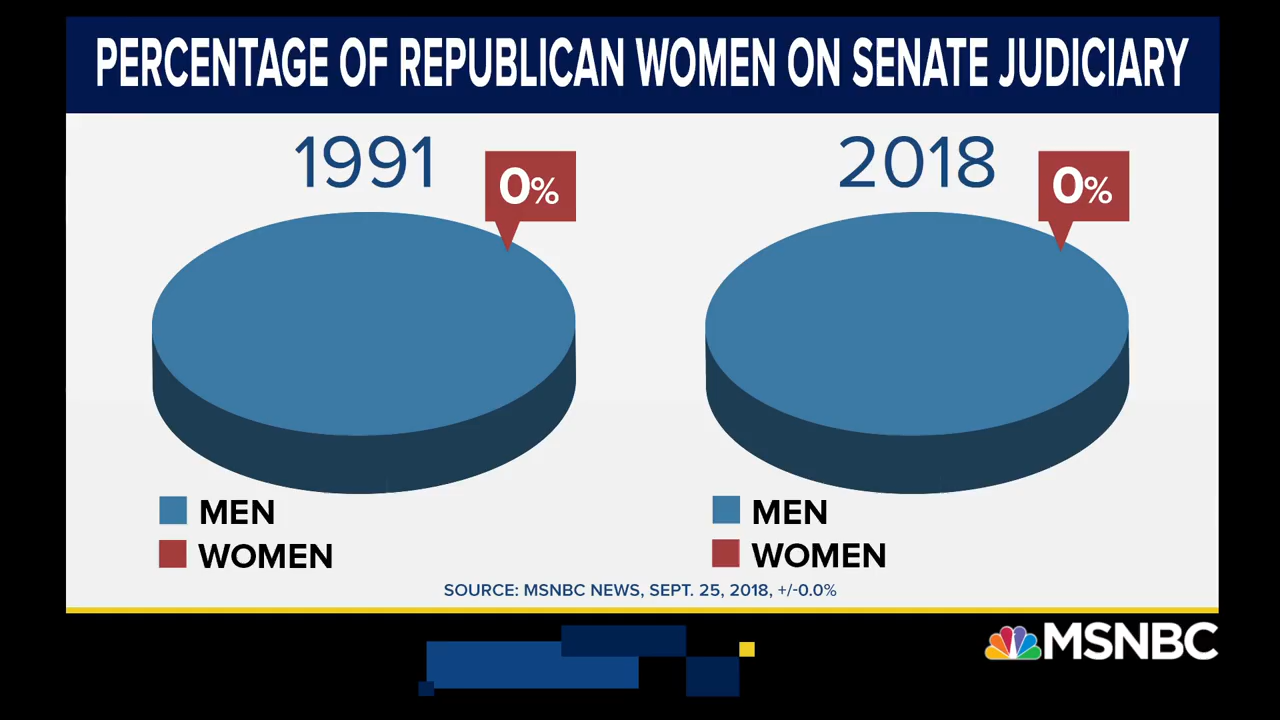 PERCENTAGE OF REPUBLICAN WOMEN ON SENATE JUDICIARY
1991
0%
MEN
WOMEN
2018
0%
MEN
WOMEN
SOURCE: MSNBC NEWS, SEPT. 25, 2018, +/-0.0%
MSNBC